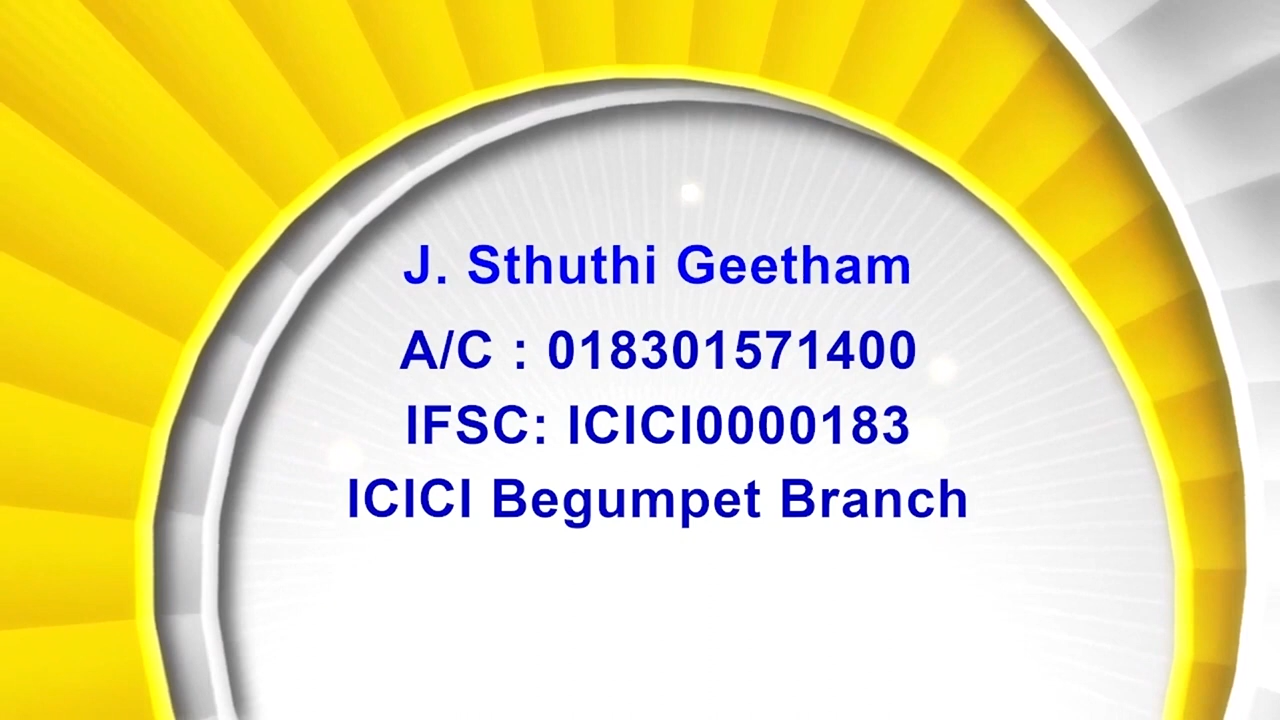 J. Sthuthi Geetham
A/C : 018301571400
IFSC: ICICI0000183
ICICI Begumpet Branch